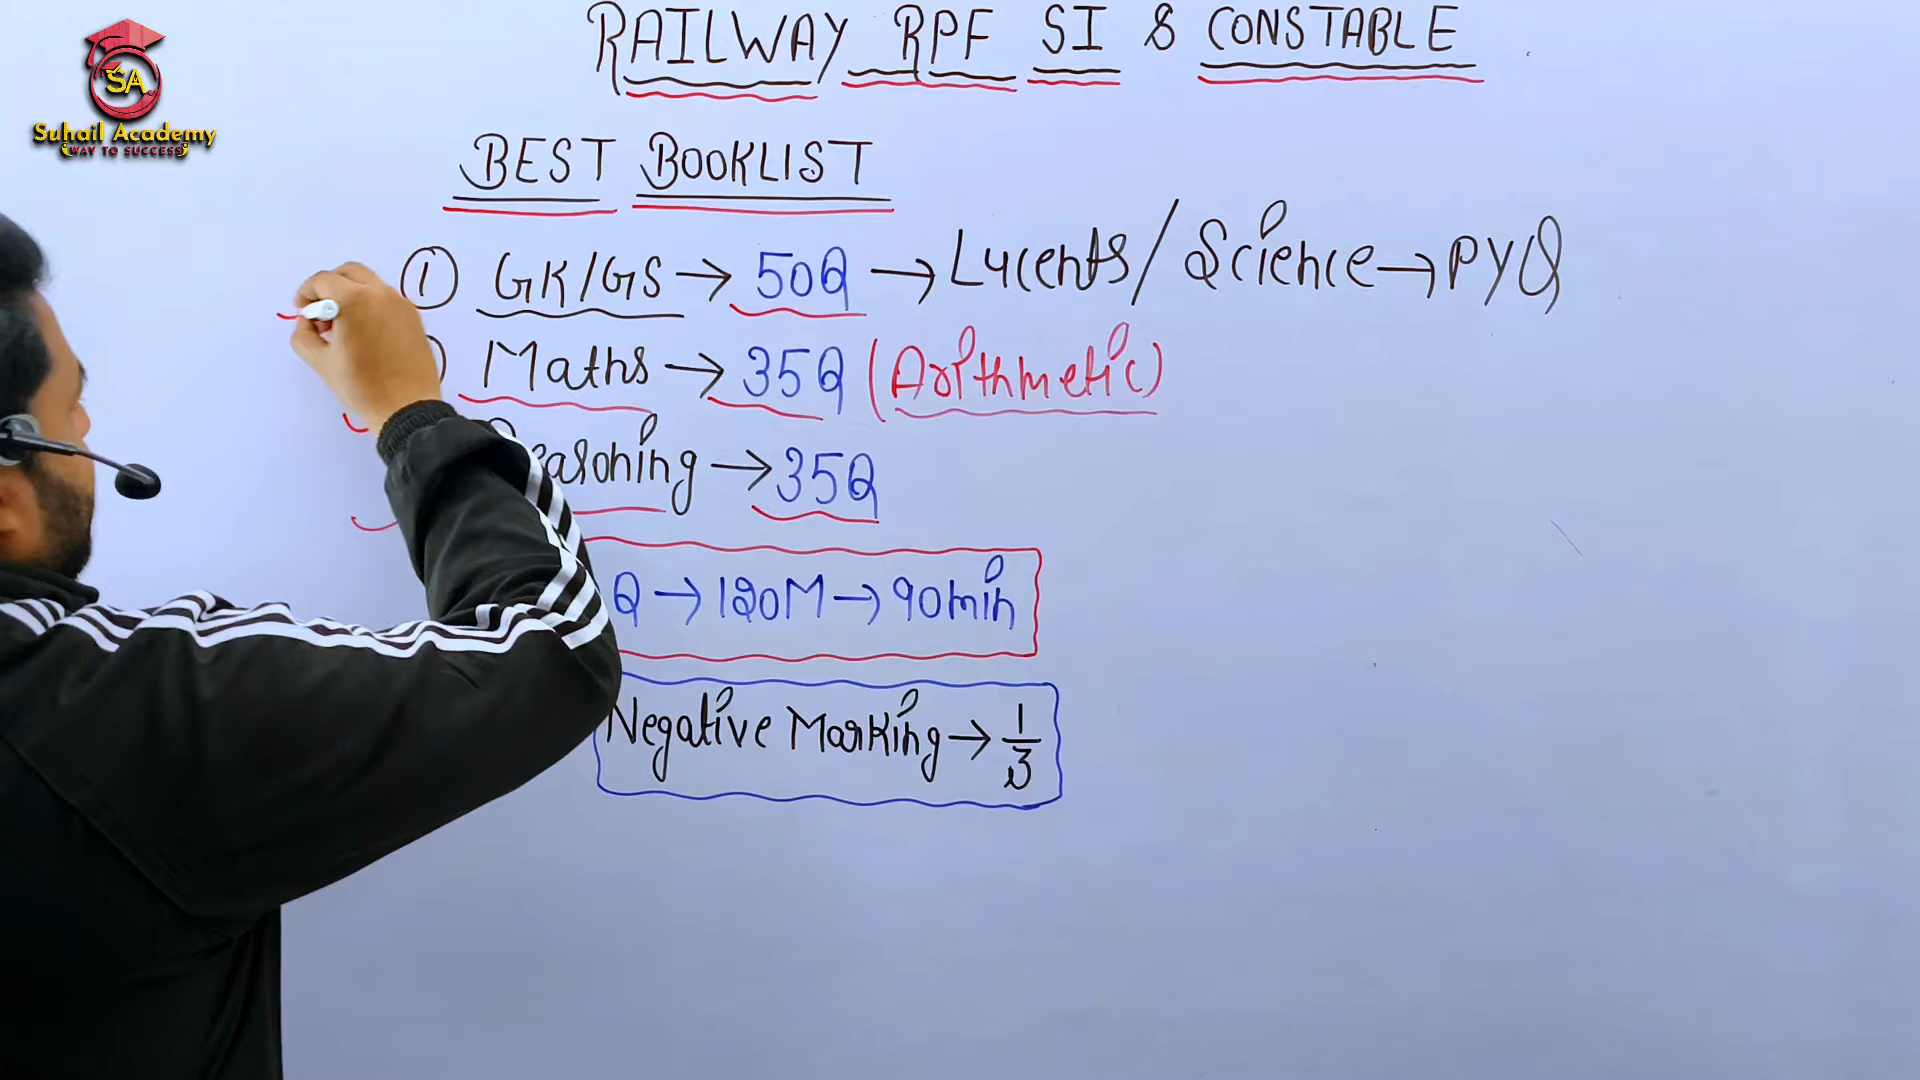 SA
Suhail Academy
WAY TO SUCCESS
RAILWAY RPF SI & CONSTABLE
BEST BOOKLIST
① GK/GS → 50Q → Lucents/Science → PYQ
Maths → 35Q (Arithmetic)
Reasoning → 35Q
Q → 120M → 90min
Negative Marking → 1/3